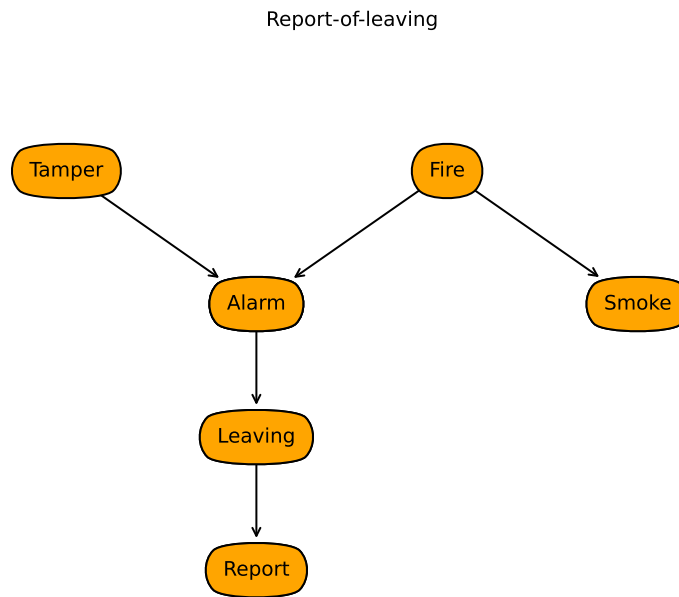 Report-of-leaving
Tamper
Fire
Alarm
Smoke
Leaving
Report